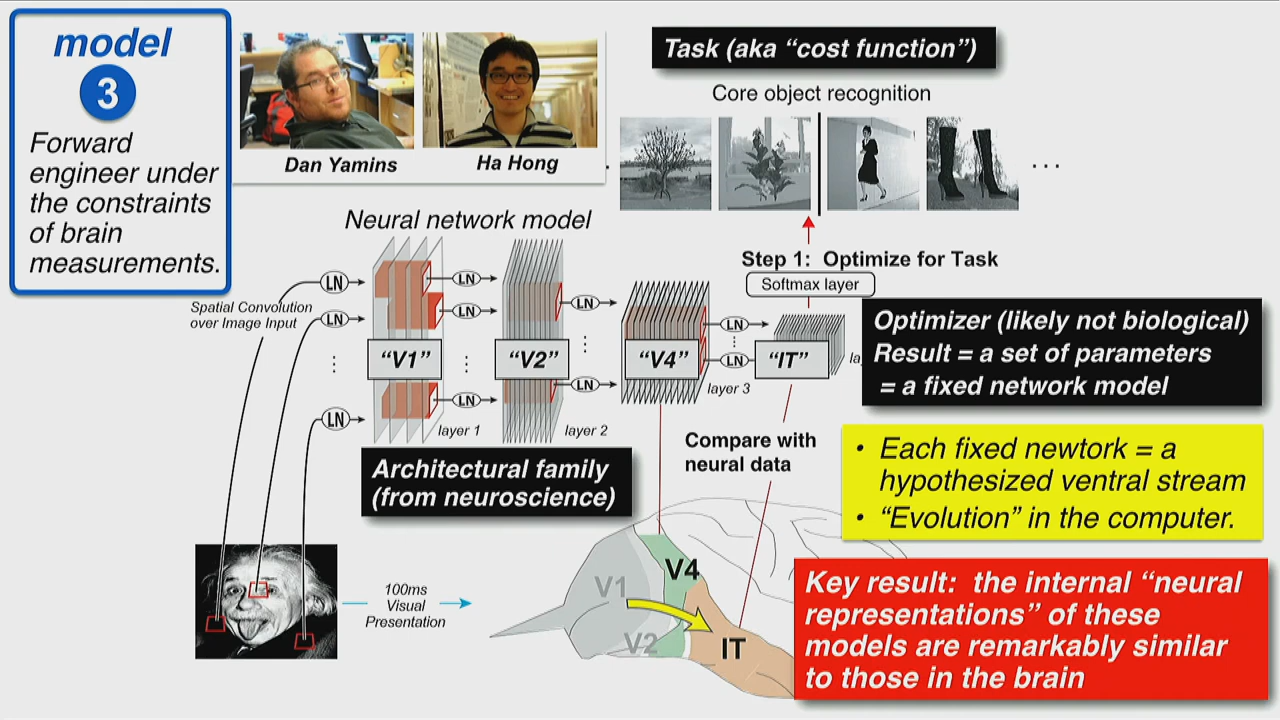 model
3
Forward
engineer under
the constraints
of brain
measurements.
Dan Yamins
Ha Hong
Task (aka “cost function”)
Core object recognition
...
Neural network model
Step 1: Optimize for Task
Softmax layer
Spatial Convolution
over Image Input
LN
LN
LN
LN
LN
LN
LN
LN
LN
LN
“V1”
“V2”
“V4”
“IT”
layer 1
layer 2
layer 3
Optimizer (likely not biological)
Result = a set of parameters
= a fixed network model
Compare with
neural data
Architectural family
(from neuroscience)
• Each fixed newtork = a
hypothesized ventral stream
• “Evolution” in the computer.
100ms
Visual
Presentation
V1
V2
V4
IT
Key result: the internal “neural
representations” of these
models are remarkably similar
to those in the brain